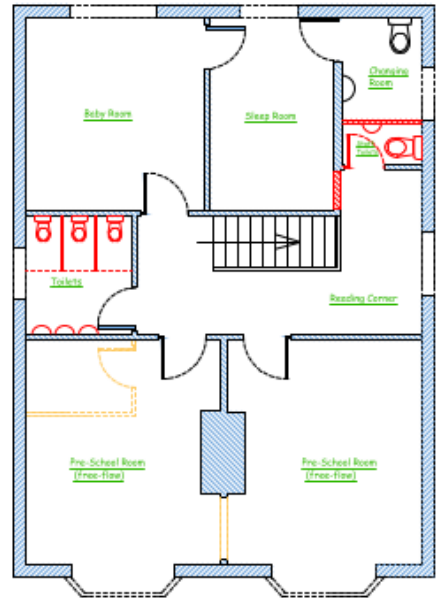 Changing
Room
Baby Room
Sleep Room
Toilets
Reading Corner
Pre-School Room
(free-flow)
Pre-School Room
(free-flow)